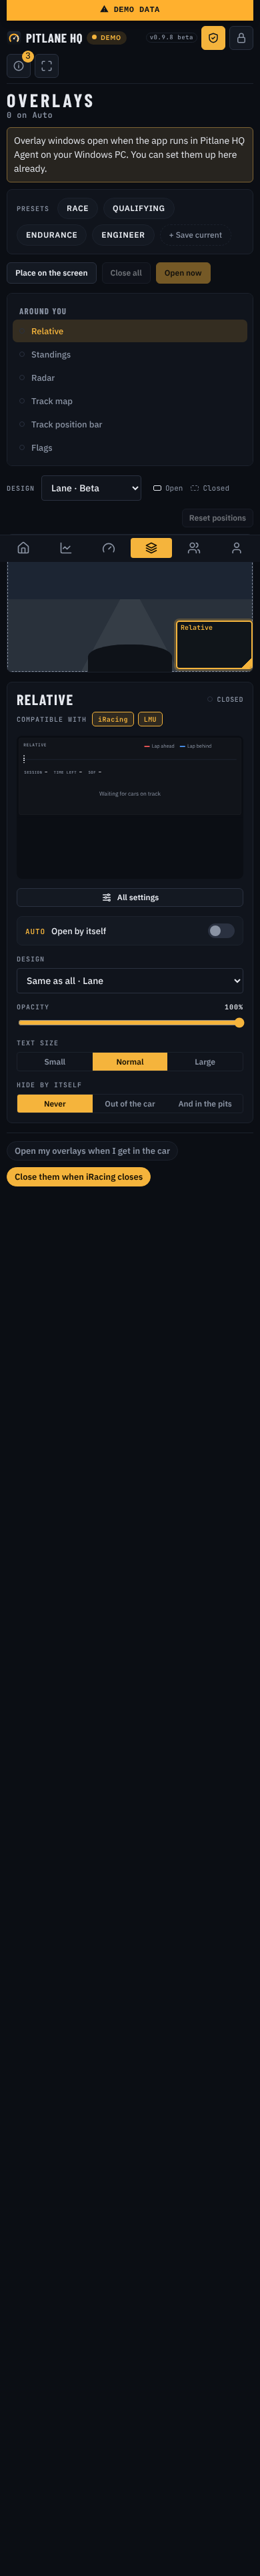 DEMO DATA
PITLANE HQ
DEMO
v0.9.8 beta
3
OVERLAYS
0 on Auto
Overlay windows open when the app runs in Pitlane HQ
Agent on your Windows PC. You can set them up here
already.
PRESETS
RACE
QUALIFYING
ENDURANCE
ENGINEER
+ Save current
Place on the screen
Close all
Open now
AROUND YOU
Relative
Standings
Radar
Track map
Track position bar
Flags
DESIGN
Lane · Beta
Open
Closed
Reset positions
Relative
RELATIVE
CLOSED
COMPATIBLE WITH
iRacing
LMU
RELATIVE
Lap ahead
Lap behind
SESSION –
TIME LEFT –
SOF –
Waiting for cars on track
All settings
AUTO
Open by itself
DESIGN
Same as all · Lane
OPACITY
100%
TEXT SIZE
Small
Normal
Large
HIDE BY ITSELF
Never
Out of the car
And in the pits
Open my overlays when I get in the car
Close them when iRacing closes